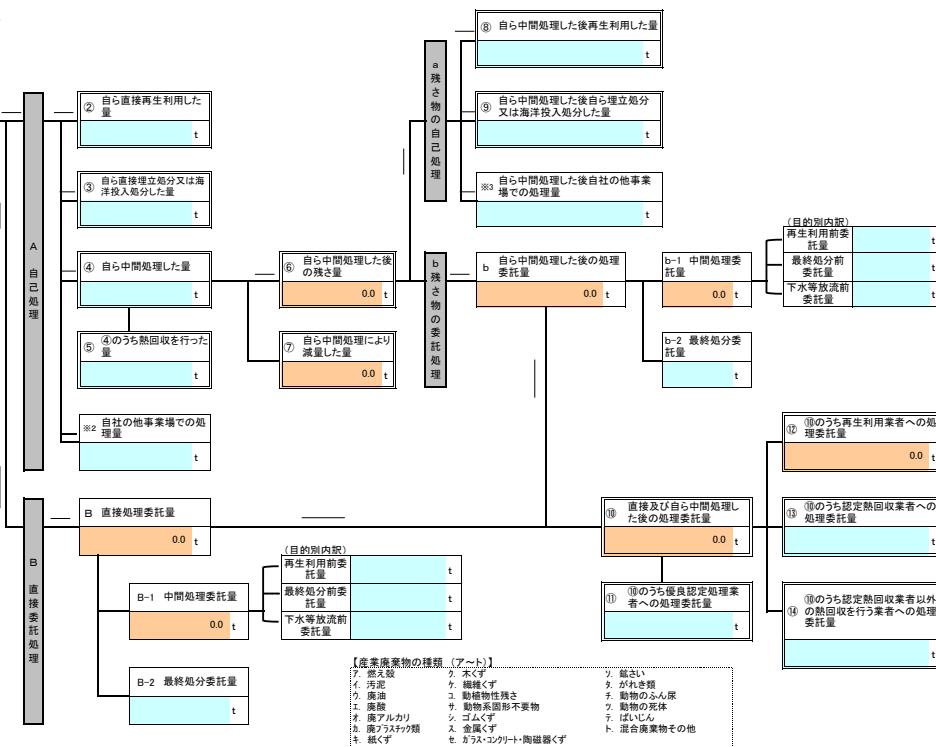 ⑧ 自ら中間処理した後再生利用した量
t
a 残さ物の自己処理
② 自ら直接再生利用した
量
t
⑨ 自ら中間処理した後自ら埋立処分
又は海洋投入処分した量
t
③ 自ら直接埋立処分又は海
洋投入処分した量
t
※3 自ら中間処理した後自社の他事業
場での処理量
t
A 自己処理
④ 自ら中間処理した量
t
⑥ 自ら中間処理した後
の残さ量
0.0 t
b 残さ物の委託処理
b 自ら中間処理した後の処理
委託量
0.0 t
b-1 中間処理委
託量
0.0 t
(目的別内訳)
再生利用前委
託量
t
最終処分前
委託量
t
下水等放流前
委託量
t
⑤ ④のうち熱回収を行った
量
t
⑦ 自ら中間処理により
減量した量
0.0 t
b-2 最終処分委
託量
t
※2 自社の他事業場での処
理量
t
⑫ ⑩のうち再生利用業者への処
理委託量
0.0 t
B 直接委託処理
B 直接処理委託量
0.0 t
⑩ 直接及び自ら中間処理し
た後の処理委託量
0.0 t
⑬ ⑩のうち認定熱回収業者への
処理委託量
t
B-1 中間処理委託量
0.0 t
(目的別内訳)
再生利用前委
託量
t
最終処分前委
託量
t
下水等放流前
委託量
t
⑪ ⑩のうち優良認定処理業
者への処理委託量
t
⑭ ⑩のうち認定熱回収業者以外
の熱回収を行う業者への処理
委託量
t
B-2 最終処分委託量
t
【産業廃棄物の種類 (ア～ト)】
ア. 燃え殻 ク. 木くず ソ. 鉱さい
イ. 汚泥 ケ. 繊維くず タ. がれき類
ウ. 廃油 コ. 動植物性残さ チ. 動物のふん尿
エ. 廃酸 サ. 動物系固形不要物 ツ. 動物の死体
オ. 廃アルカリ シ. ゴムくず テ. ばいじん
カ. 廃プラスチック類 ス. 金属くず ト. 混合廃棄物その他
キ. 紙くず セ. ガラス・コンクリート・陶磁器くず